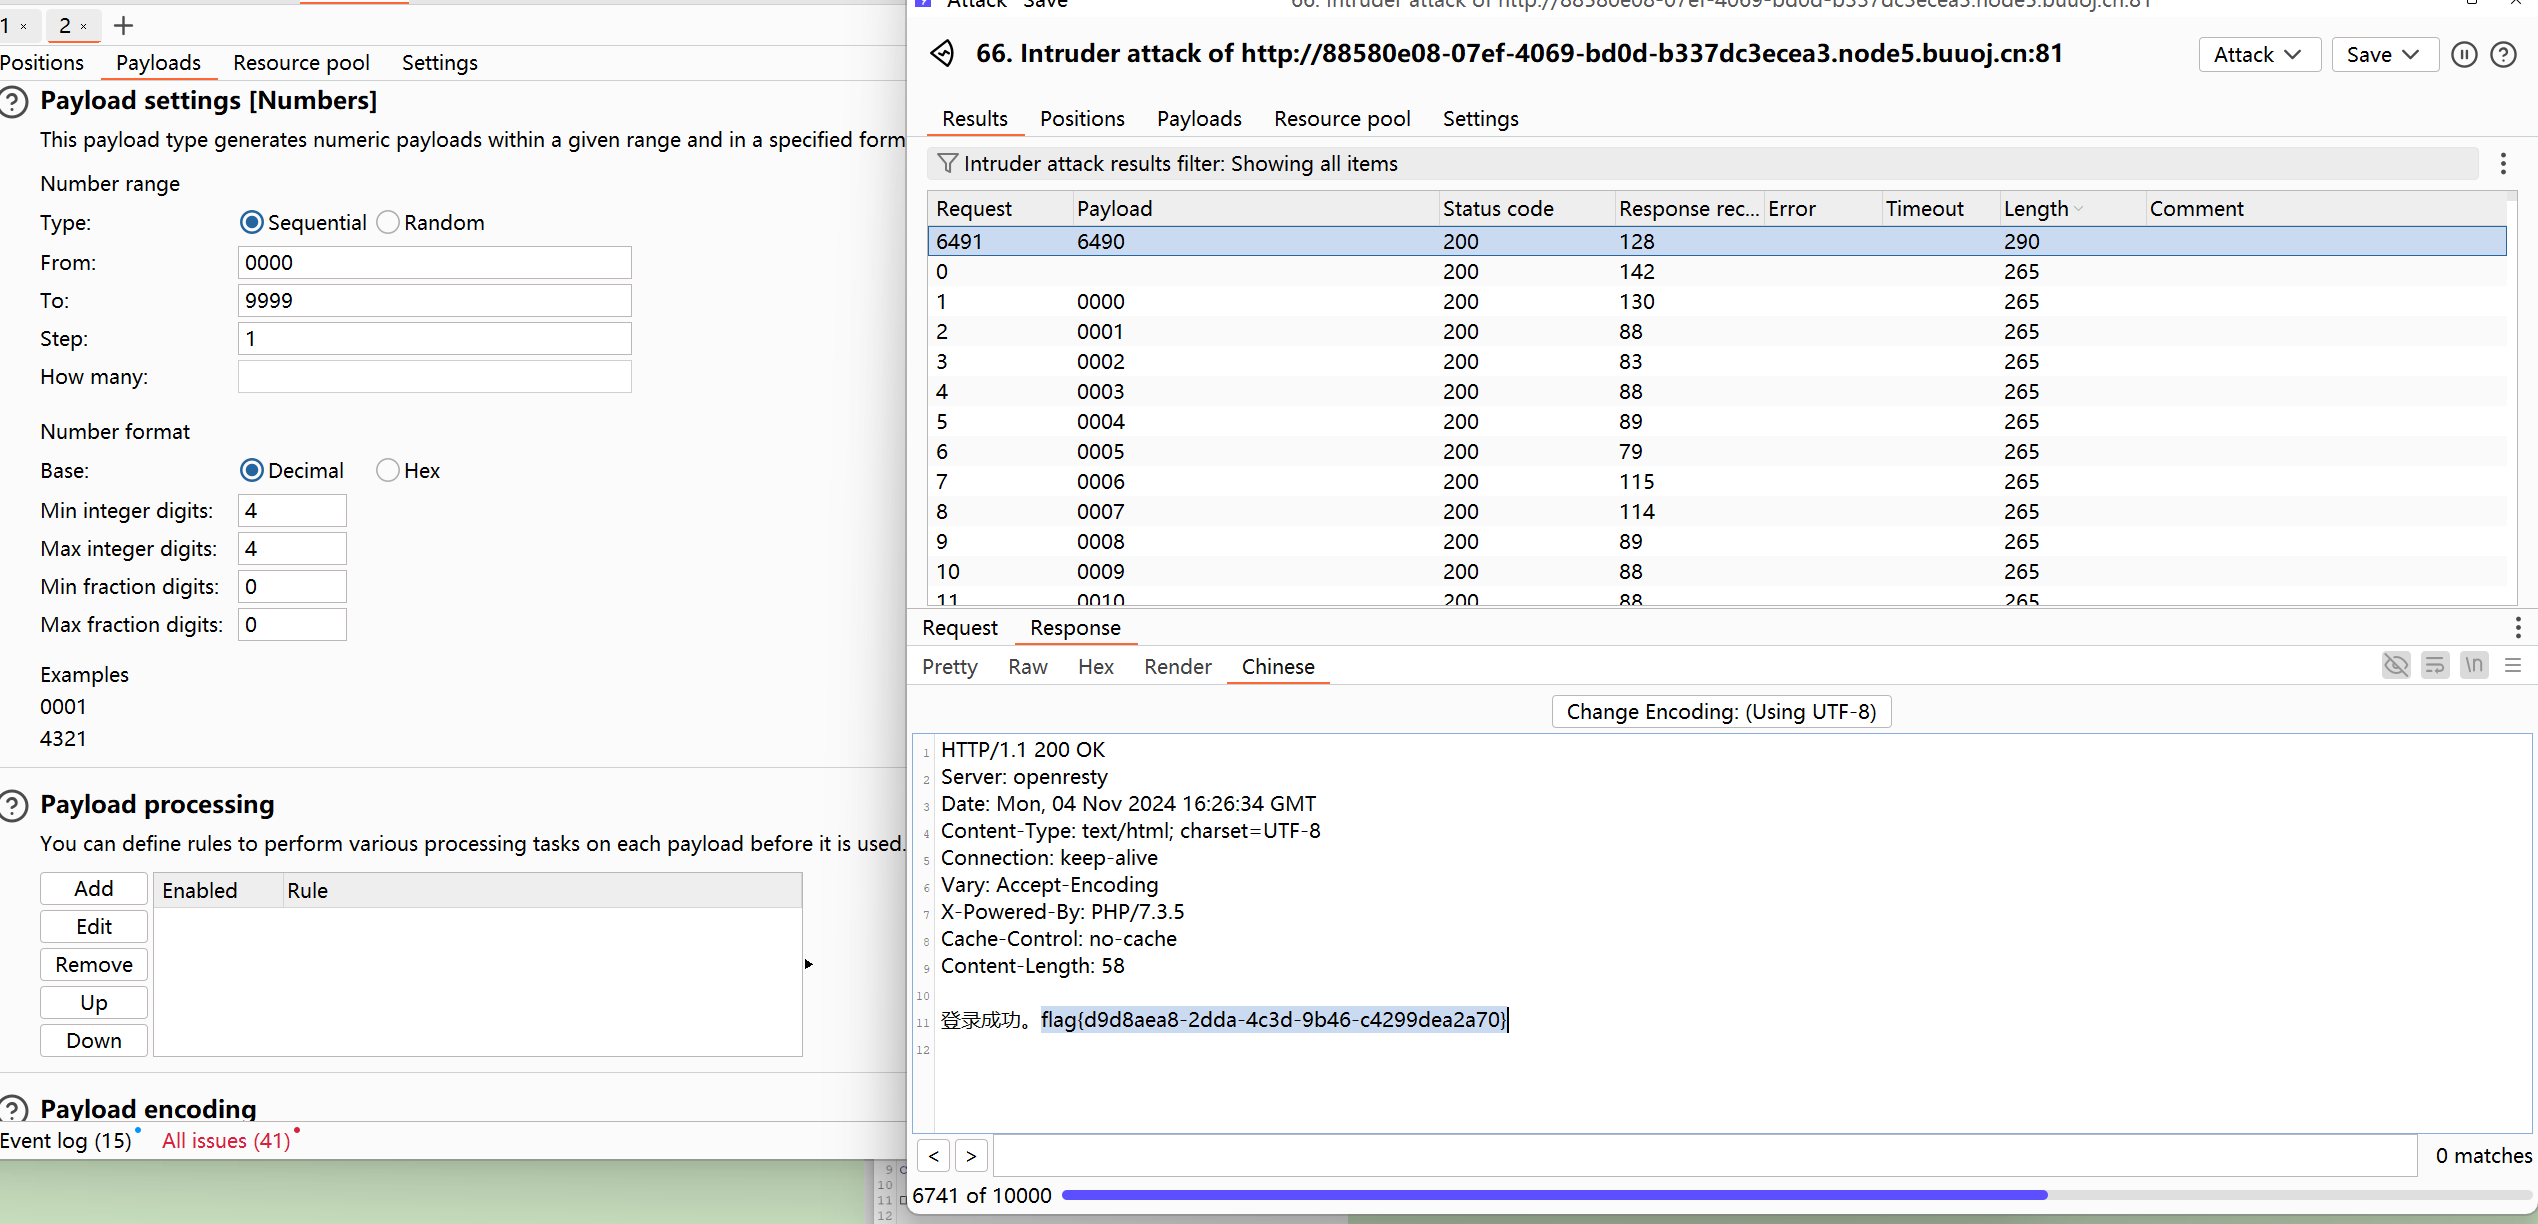 1 ×
2 ×
+
Positions
Payloads
Resource pool
Settings
Payload settings [Numbers]
This payload type generates numeric payloads within a given range and in a specified form
Number range
Type:
Sequential
Random
From:
0000
To:
9999
Step:
1
How many:
Number format
Base:
Decimal
Hex
Min integer digits:
4
Max integer digits:
4
Min fraction digits:
0
Max fraction digits:
0
Examples
0001
4321
Payload processing
You can define rules to perform various processing tasks on each payload before it is used.
Add
Edit
Remove
Up
Down
Enabled Rule
Payload encoding
Event log (15)
All issues (41)
Attack Save
66. Intruder attack of http://88580e08-07ef-4069-bd0d-b337dc3ecea3.node5.buuoj.cn:81
66. Intruder attack of http://88580e08-07ef-4069-bd0d-b337dc3ecea3.node5.buuoj.cn:81
Attack
Save
Results
Positions
Payloads
Resource pool
Settings
Intruder attack results filter: Showing all items
Request Payload Status code Response rec... Error Timeout Length Comment
6491 6490 200 128 290
0 200 142 265
1 0000 200 130 265
2 0001 200 88 265
3 0002 200 83 265
4 0003 200 88 265
5 0004 200 89 265
6 0005 200 79 265
7 0006 200 115 265
8 0007 200 114 265
9 0008 200 89 265
10 0009 200 88 265
11 0010 200 88 265
Request
Response
Pretty
Raw
Hex
Render
Chinese
\n
Change Encoding: (Using UTF-8)
1 HTTP/1.1 200 OK
2 Server: openresty
3 Date: Mon, 04 Nov 2024 16:26:34 GMT
4 Content-Type: text/html; charset=UTF-8
5 Connection: keep-alive
6 Vary: Accept-Encoding
7 X-Powered-By: PHP/7.3.5
8 Cache-Control: no-cache
9 Content-Length: 58
10
11 登录成功。flag{d9d8aea8-2dda-4c3d-9b46-c4299dea2a70}
12
< >
0 matches
6741 of 10000
9
10
11
12